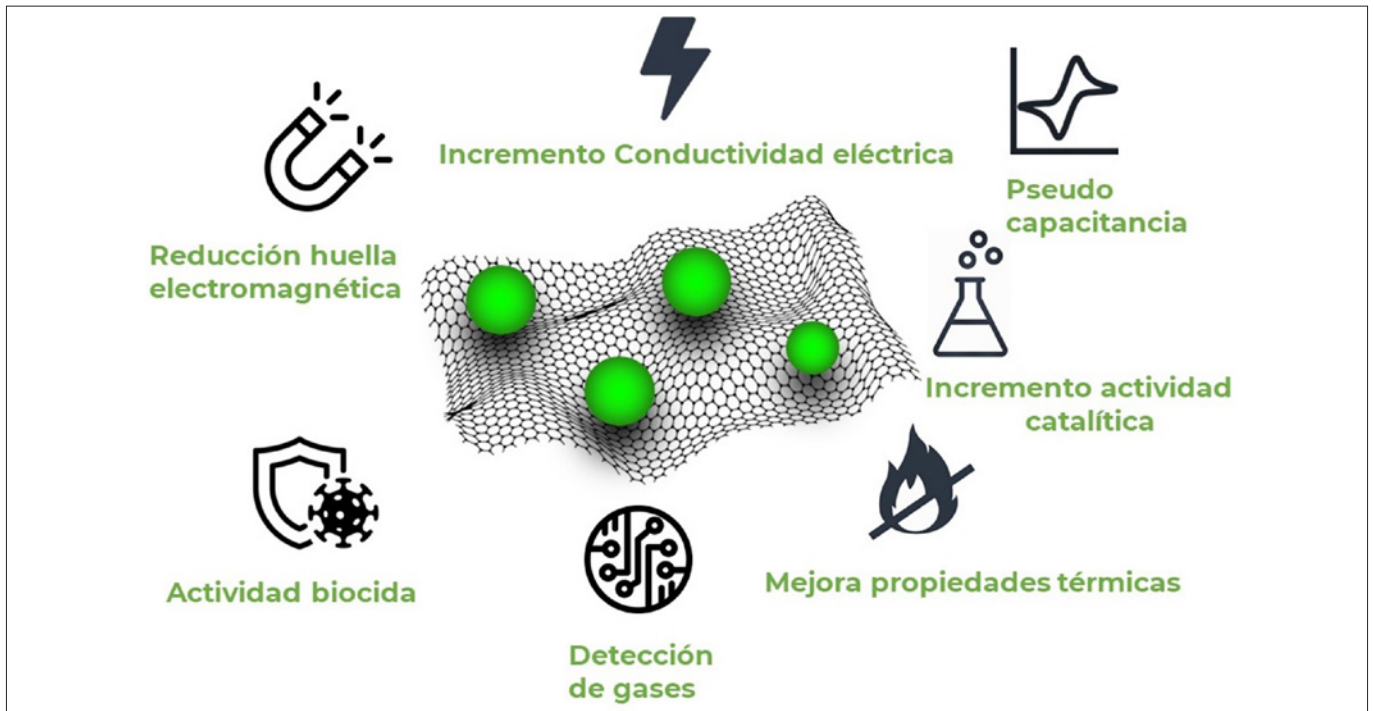 Incremento Conductividad eléctrica
Pseudo
capacitancia
Reducción huella
electromagnética
Incremento actividad
catalítica
Actividad biocida
Mejora propiedades térmicas
Detección
de gases